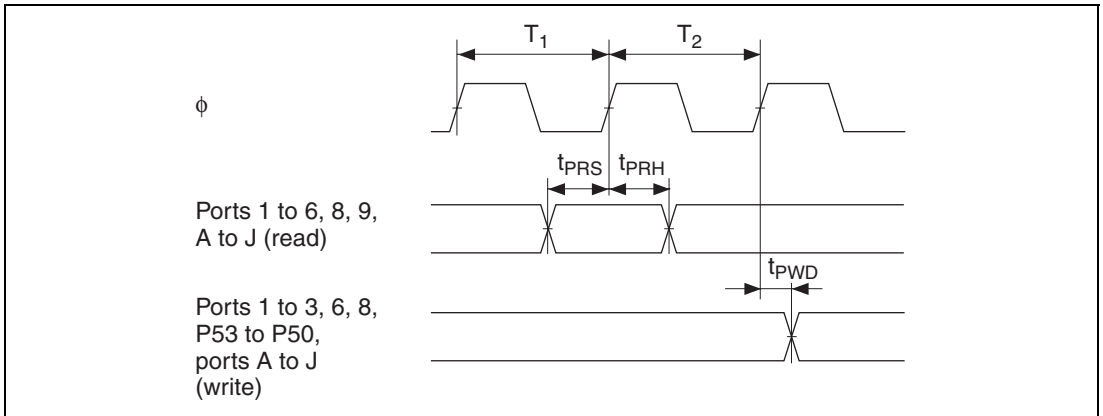 T1 T2
ϕ
tPRS tPRH
Ports 1 to 6, 8, 9,
A to J (read)
tPWD
Ports 1 to 3, 6, 8,
P53 to P50,
ports A to J
(write)